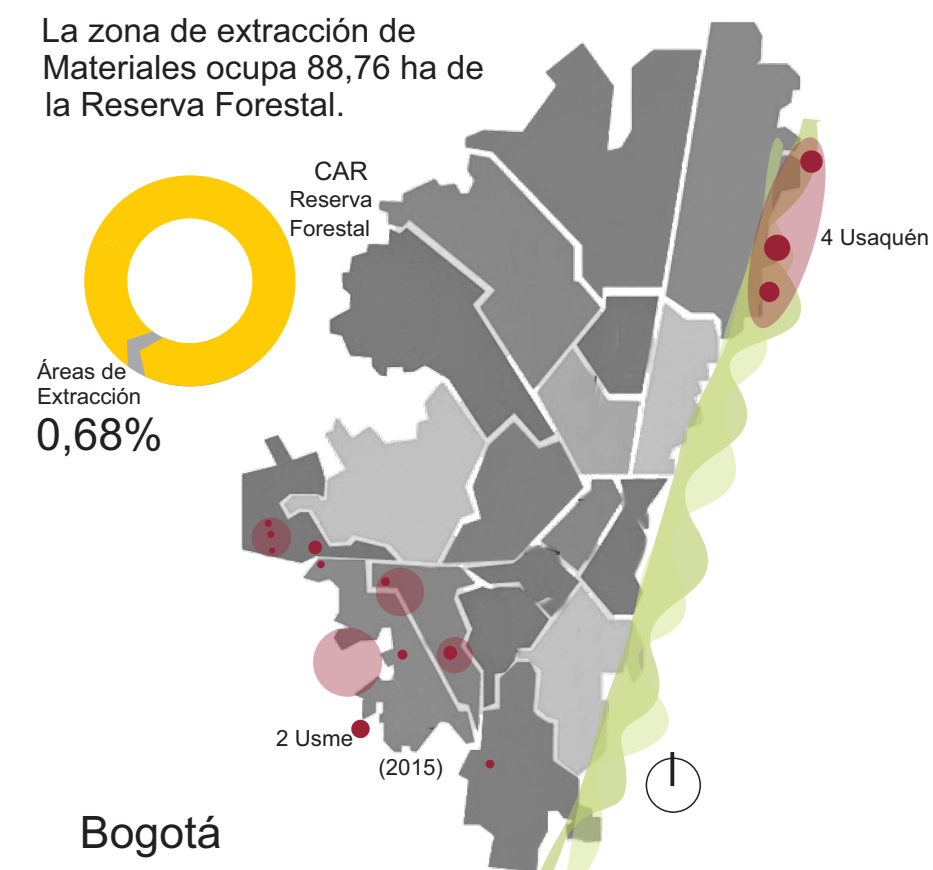 La zona de extracción de
Materiales ocupa 88,76 ha de
la Reserva Forestal.
CAR
Reserva
Forestal
4 Usaquén
Áreas de
Extracción
0,68%
2 Usme
(2015)
Bogotá